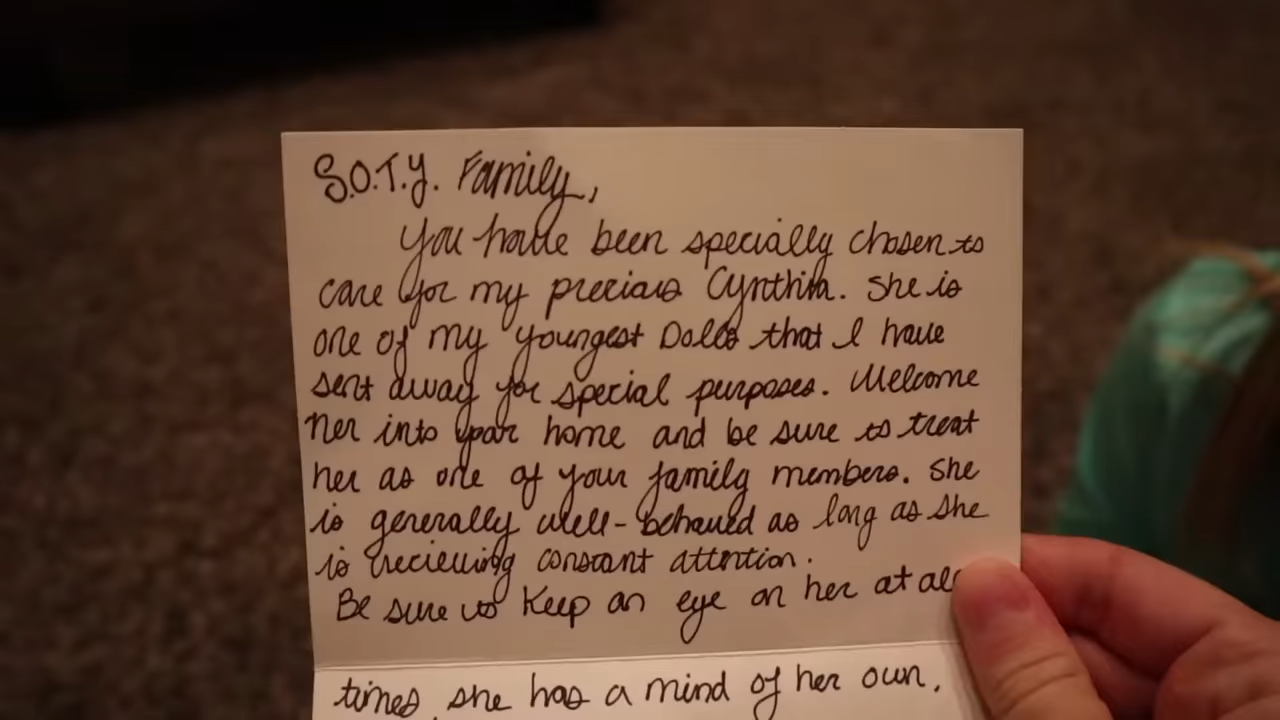 S.O.T.Y. Family,
You have been specially chosen to
care for my precious Cynthia. She is
one of my youngest Dolls that I have
sent away for special purposes. Welcome
her into your home and be sure to treat
her as one of your family members. She
is generally well-behaved as long as she
is recieving constant attention.
Be sure to keep an eye on her at
times, she has a mind of her own.